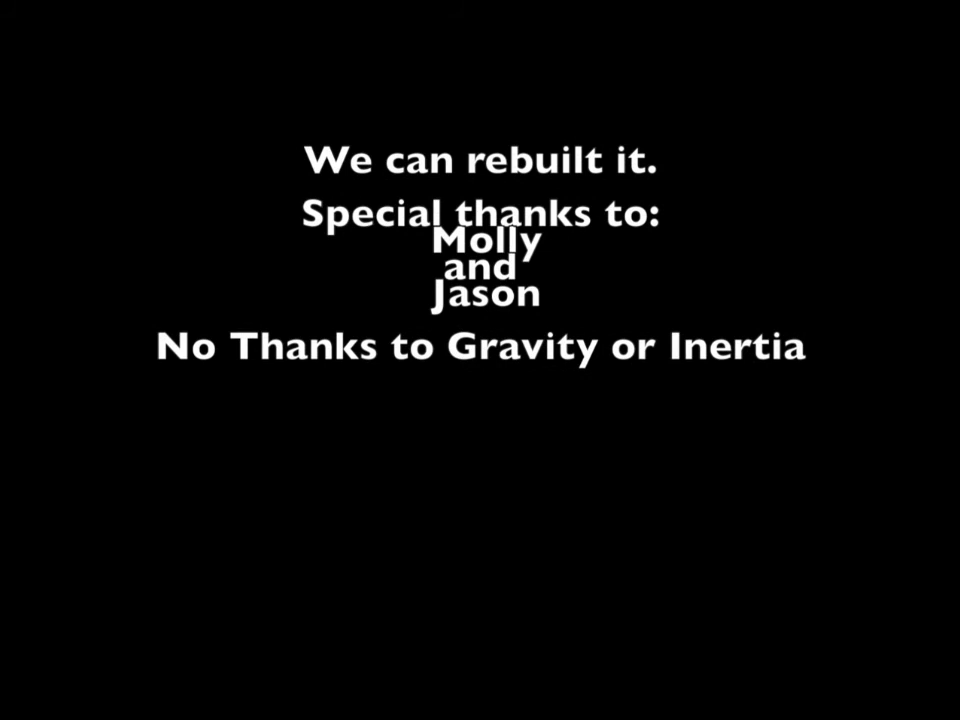 We can rebuilt it.
Special thanks to:
Molly
and
Jason
No Thanks to Gravity or Inertia